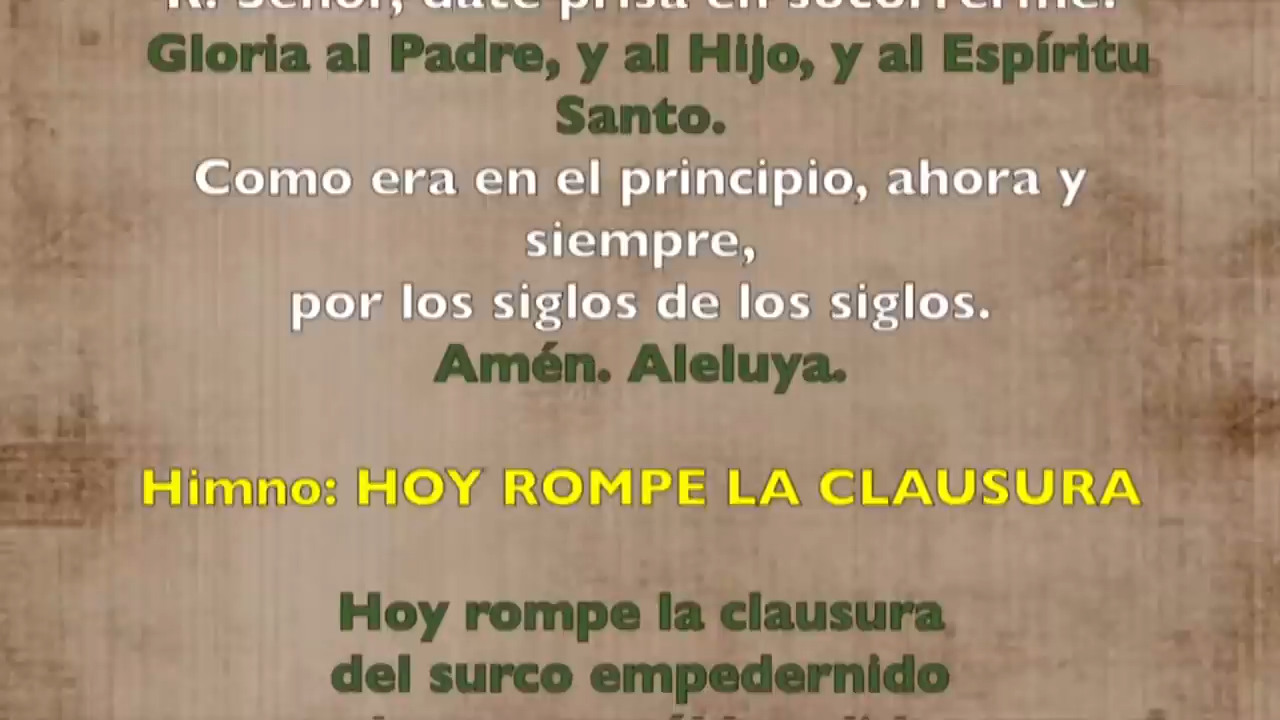 R. Señor, date prisa en socorrerme.
Gloria al Padre, y al Hijo, y al Espíritu
Santo.
Como era en el principio, ahora y
siempre,
por los siglos de los siglos.
Amén. Aleluya.
Himno: HOY ROMPE LA CLAUSURA
Hoy rompe la clausura
del surco empedernido